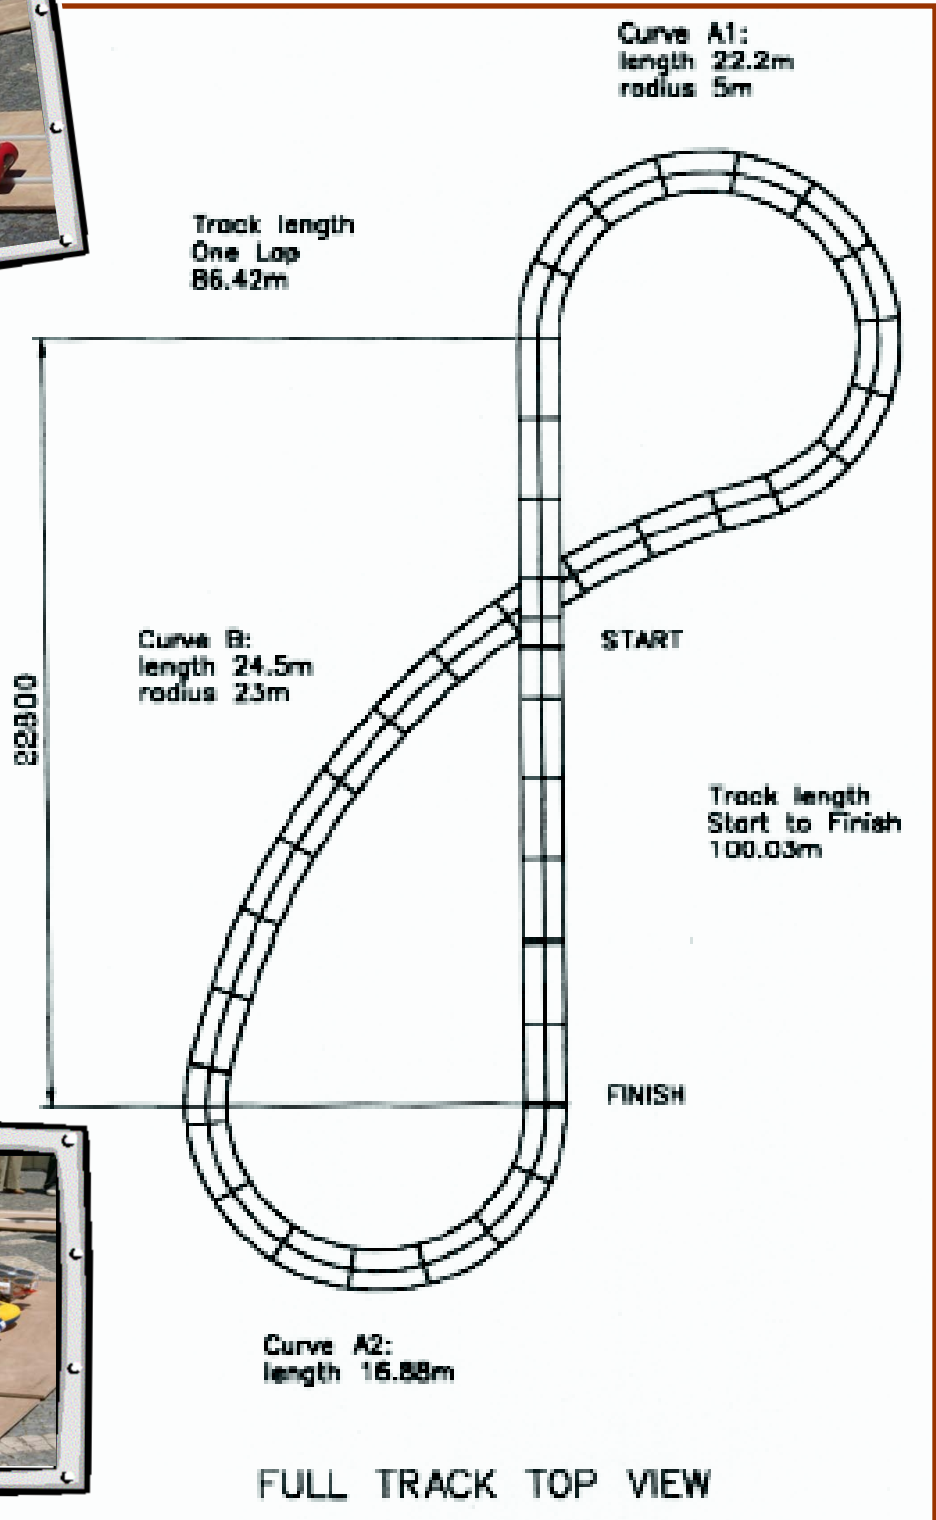 Curve A1:
length 22.2m
radius 5m
Track length
One Lap
86.42m
Curve B:
length 24.5m
radius 23m
START
22800
Track length
Start to Finish
100.03m
FINISH
Curve A2:
length 16.88m
FULL TRACK TOP VIEW